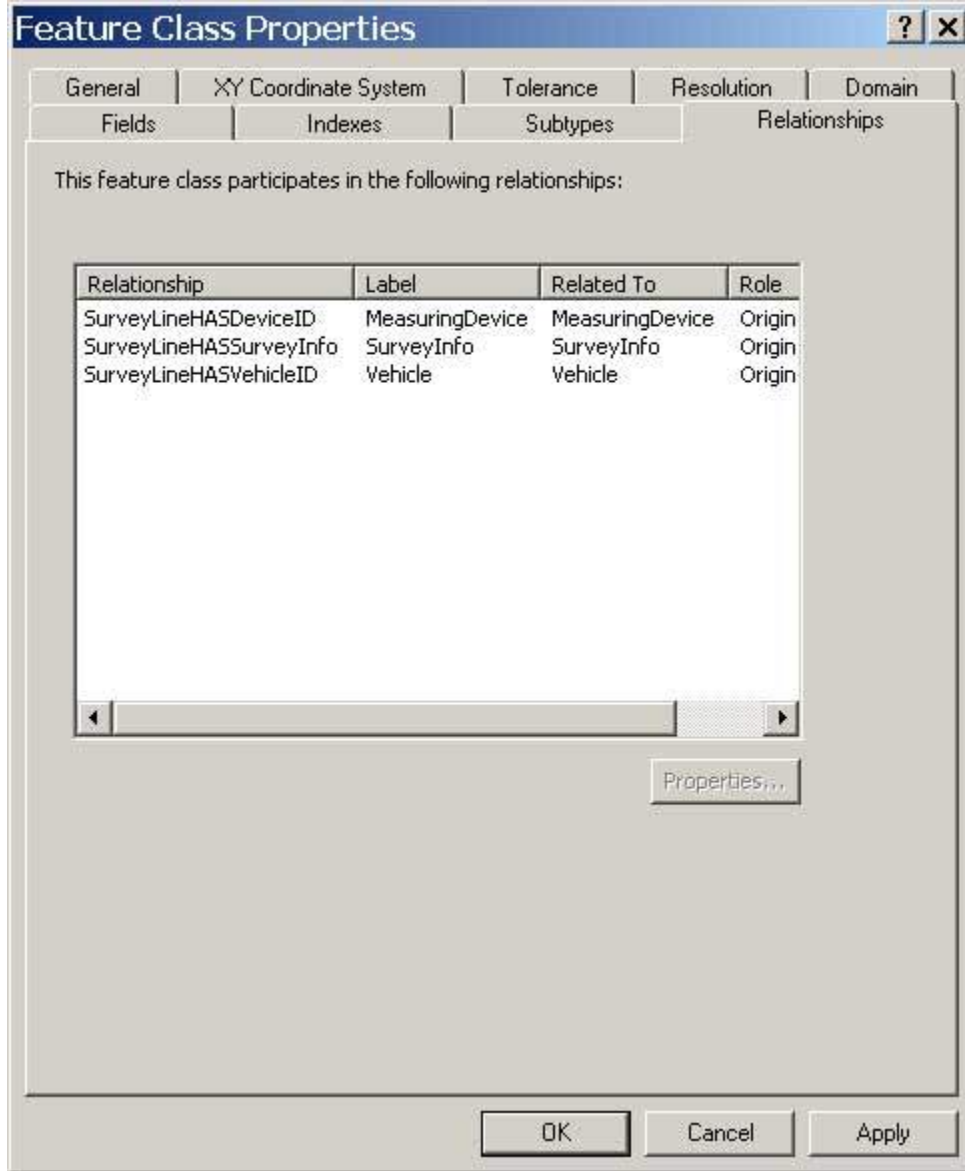 Feature Class Properties
General XY Coordinate System Tolerance Resolution Domain
Fields Indexes Subtypes Relationships
This feature class participates in the following relationships:
Relationship Label Related To Role
SurveyLineHASDeviceID MeasuringDevice MeasuringDevice Origin
SurveyLineHASSurveyInfo SurveyInfo SurveyInfo Origin
SurveyLineHASVehicleID Vehicle Vehicle Origin
Properties...
OK Cancel Apply